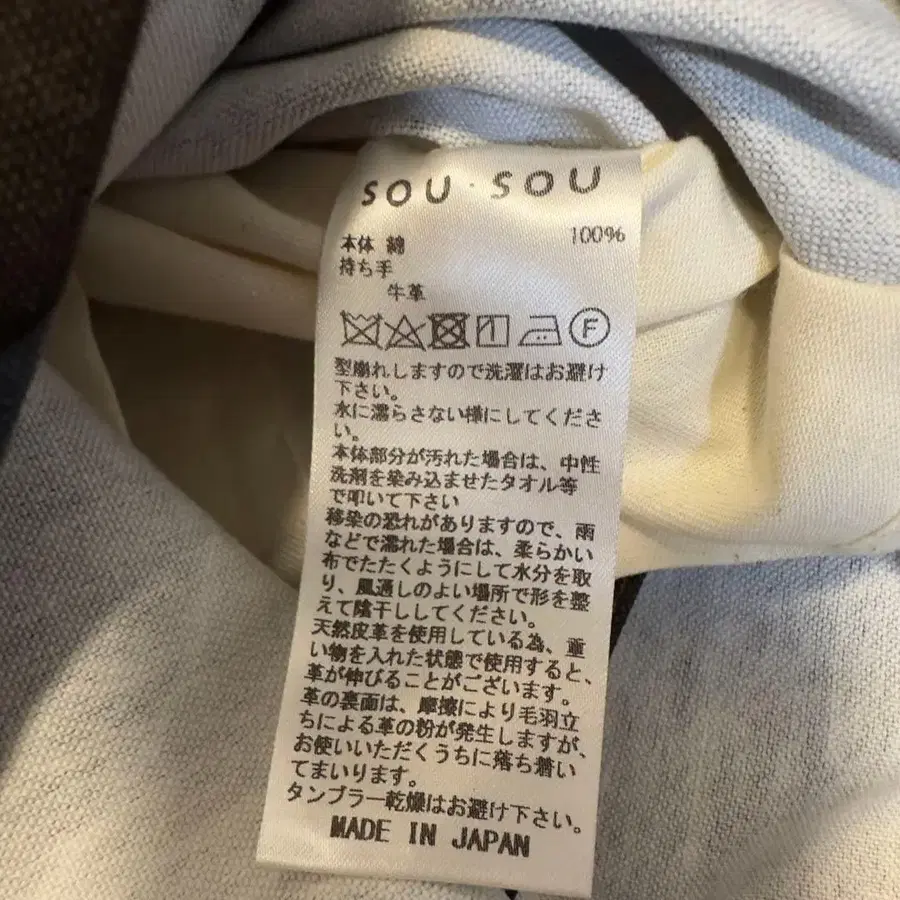 SOU・SOU
本体 綿 100%
持ち手
牛革
F
型崩れしますので洗濯はお避け
下さい。
水に濡らさない様にしてくださ
い。
本体部分が汚れた場合は、中性
洗剤を染み込ませたタオル等
で叩いて下さい
移染の恐れがありますので、雨
などで濡れた場合は、柔らかい
布でたたくようにして水分を取
り、風通しのよい場所で形を整
えて陰干ししてください。
天然皮革を使用している為、重
い物を入れた状態で使用すると、
革が伸びることがございます。
革の裏面は、摩擦により毛羽立
ちによる革の粉が発生しますが、
お使いいただくうちに落ち着い
てまいります。
タンブラー乾燥はお避け下さい。
MADE IN JAPAN